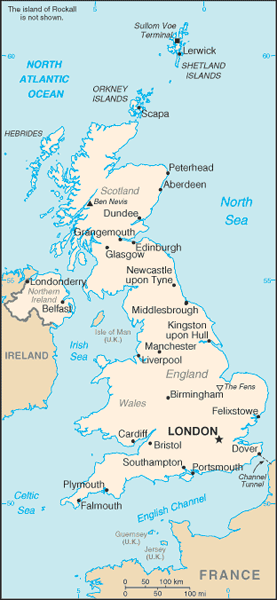 The island of Rockall
is not shown.
Sullom Voe
Terminal
Lerwick
SHETLAND
ISLANDS
60
60
NORTH
ATLANTIC
OCEAN
ORKNEY
ISLANDS
Scapa
HEBRIDES
Peterhead
Scotland
Aberdeen
Ben Nevis
North
Sea
Dundee
Grangemouth
Edinburgh
Glasgow
Newcastle
upon Tyne
55
55
Londonderry
Northern
Ireland
Belfast
Middlesbrough
Isle of Man
(U.K.)
Kingston
upon Hull
IRELAND
Irish
Sea
Manchester
Liverpool
England
The Fens
Birmingham
Wales
Felixstowe
LONDON
Cardiff
Bristol
Dover
Southampton
Portsmouth
Channel
Tunnel
Plymouth
Celtic
Sea
Falmouth
English Channel
50
50
Guernsey
(U.K.)
Jersey
(U.K.)
5
0
FRANCE
0 50 100 km
0 50 100 mi